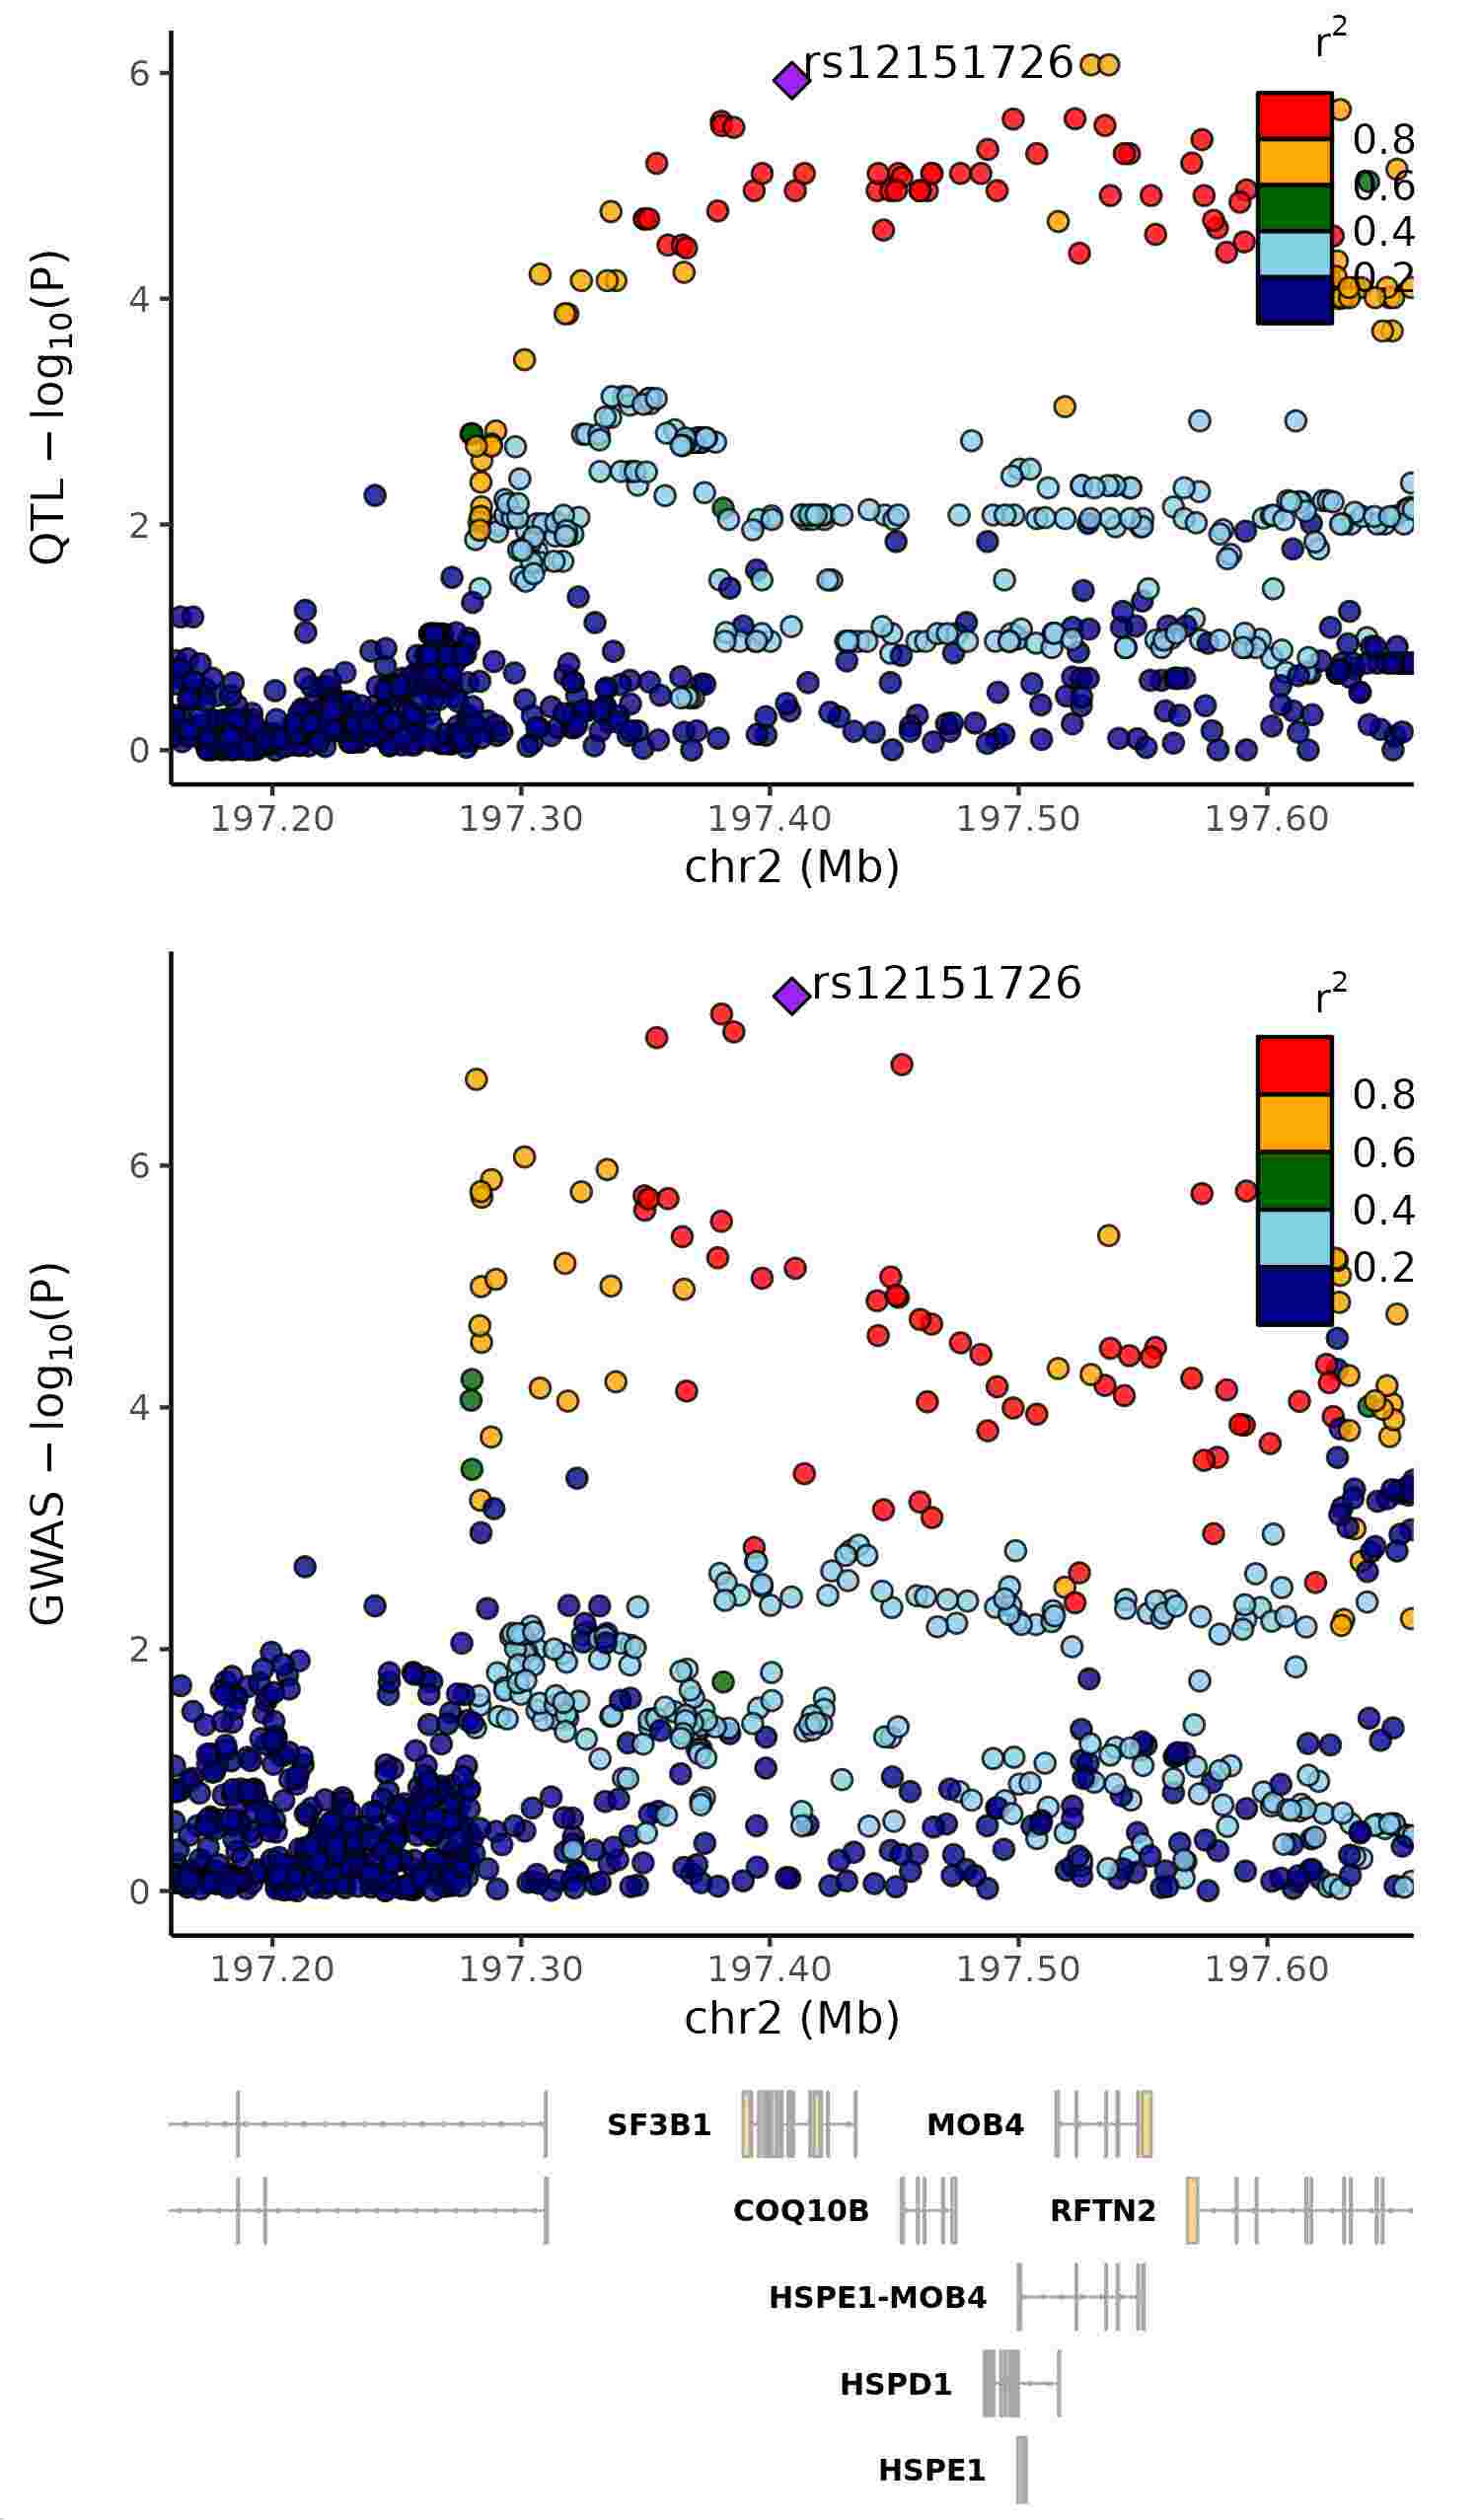 r²
rs12151726
6
0.8
0.6
0.4
0.2
4
2
0
QTL – log₁₀(P)
197.20 197.30 197.40 197.50 197.60
chr2 (Mb)
r²
rs12151726
0.8
0.6
0.4
0.2
6
4
2
0
GWAS – log₁₀(P)
197.20 197.30 197.40 197.50 197.60
chr2 (Mb)
SF3B1 MOB4
COQ10B RFTN2
HSPE1-MOB4
HSPD1
HSPE1